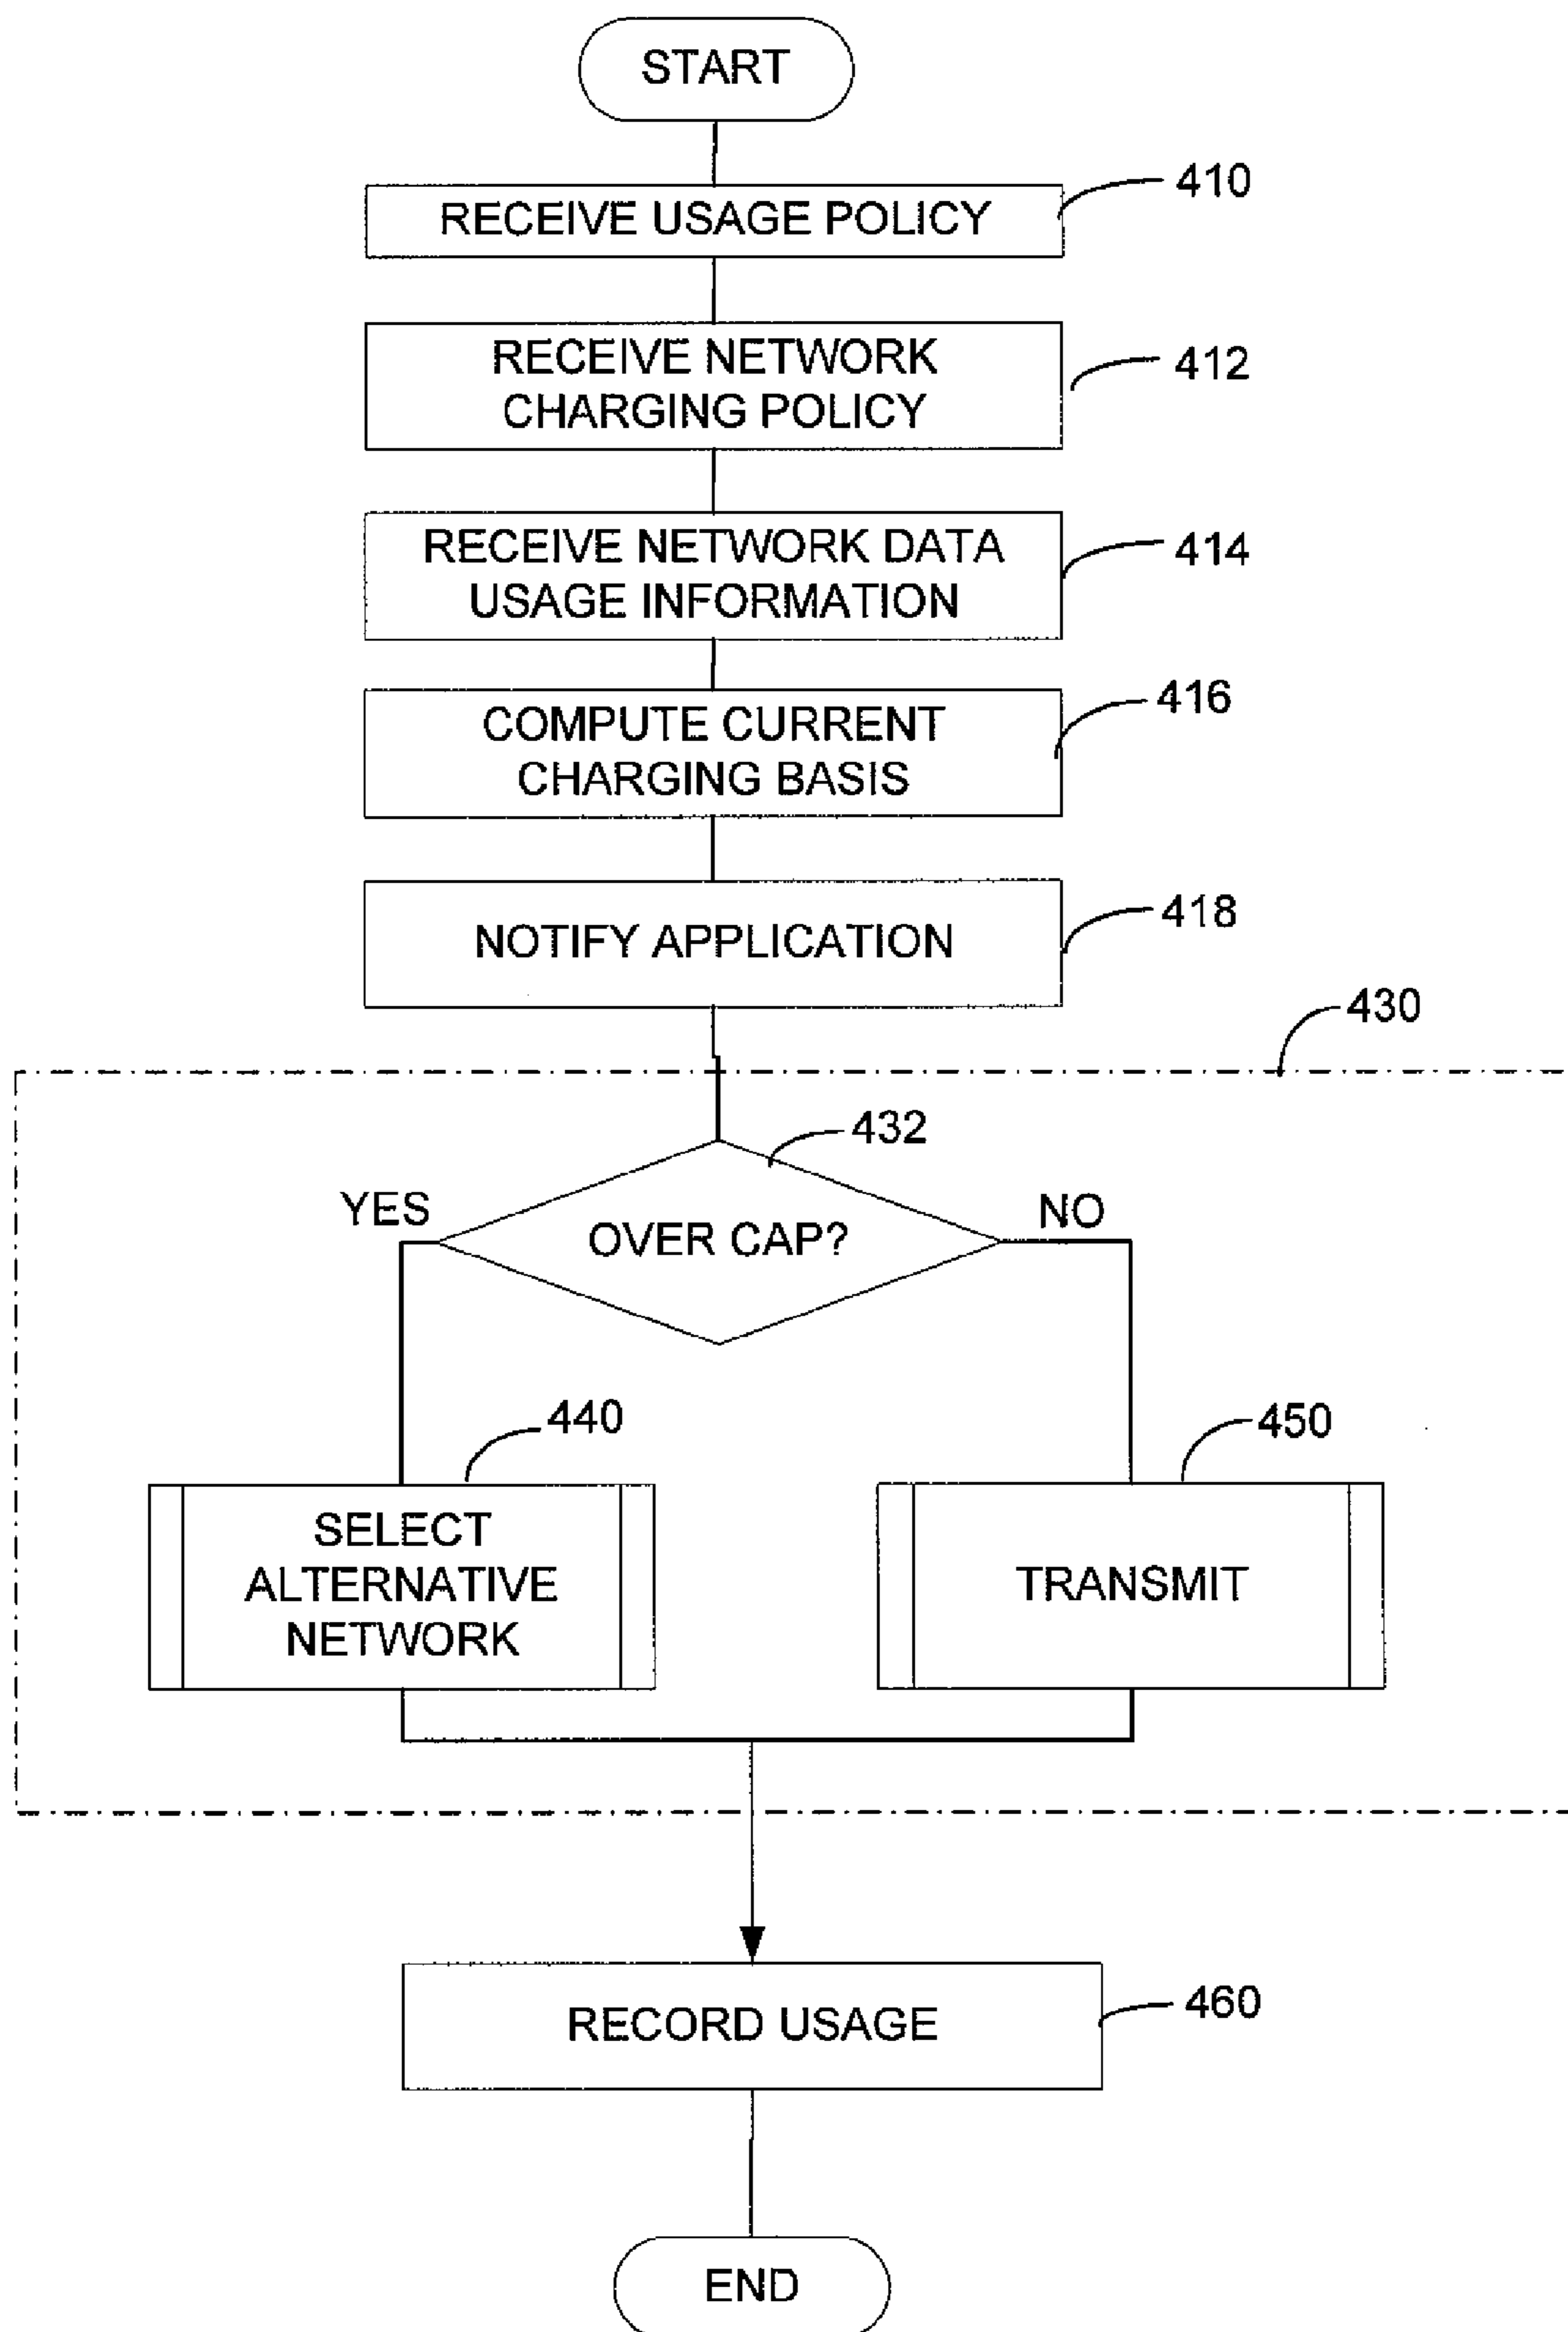 START
410
RECEIVE USAGE POLICY
RECEIVE NETWORK
CHARGING POLICY
412
RECEIVE NETWORK DATA
USAGE INFORMATION
414
COMPUTE CURRENT
CHARGING BASIS
416
NOTIFY APPLICATION
418
430
432
YES
NO
OVER CAP?
440
450
SELECT
ALTERNATIVE
NETWORK
TRANSMIT
RECORD USAGE
460
END